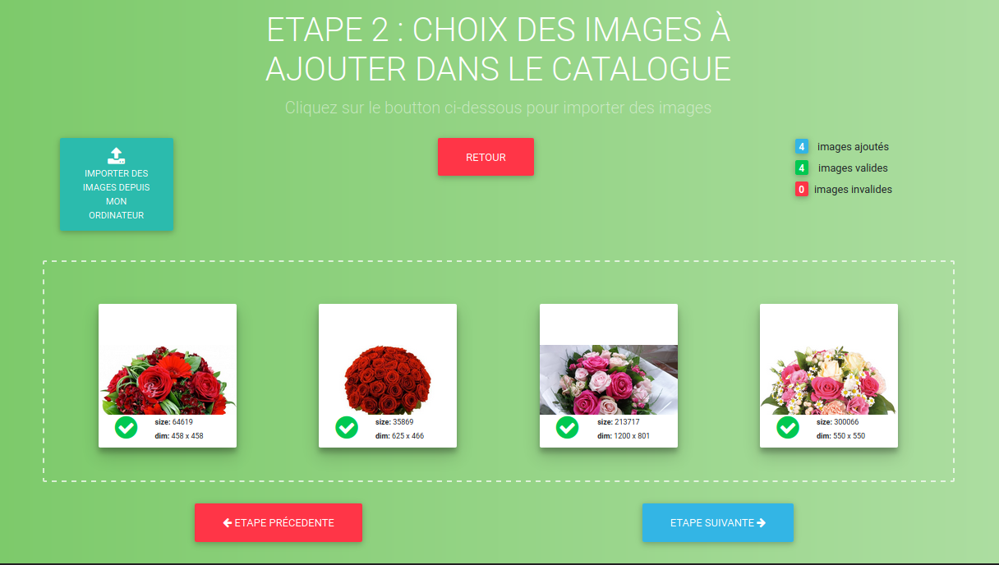 ETAPE 2 : CHOIX DES IMAGES À
AJOUTER DANS LE CATALOGUE
Cliquez sur le boutton ci-dessous pour importer des images
IMPORTER DES
IMAGES DEPUIS
MON
ORDINATEUR
RETOUR
4 images ajoutés
4 images valides
0 images invalides
size: 64619
dim: 458 x 458
size: 35869
dim: 625 x 466
size: 213717
dim: 1200 x 801
size: 300066
dim: 550 x 550
ETAPE PRÉCEDENTE
ETAPE SUIVANTE